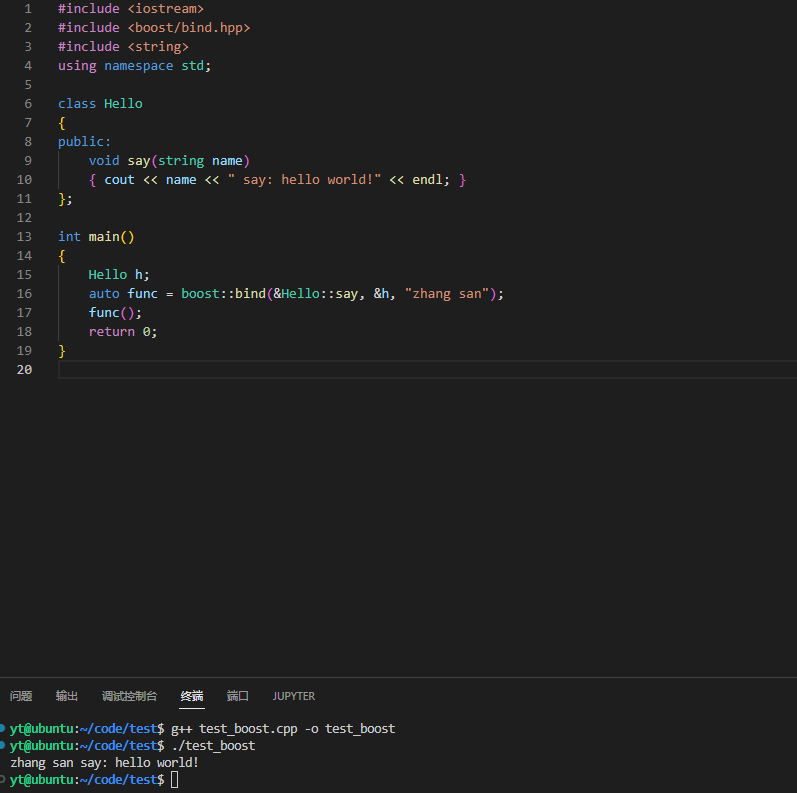 1 #include <iostream>
2 #include <boost/bind.hpp>
3 #include <string>
4 using namespace std;
5
6 class Hello
7 {
8 public:
9     void say(string name)
10     { cout << name << " say: hello world!" << endl; }
11 };
12
13 int main()
14 {
15     Hello h;
16     auto func = boost::bind(&Hello::say, &h, "zhang san");
17     func();
18     return 0;
19 }
20
问题 输出 调试控制台 终端 端口 JUPYTER
yt@ubuntu:~/code/test$ g++ test_boost.cpp -o test_boost
yt@ubuntu:~/code/test$ ./test_boost
zhang san say: hello world!
yt@ubuntu:~/code/test$